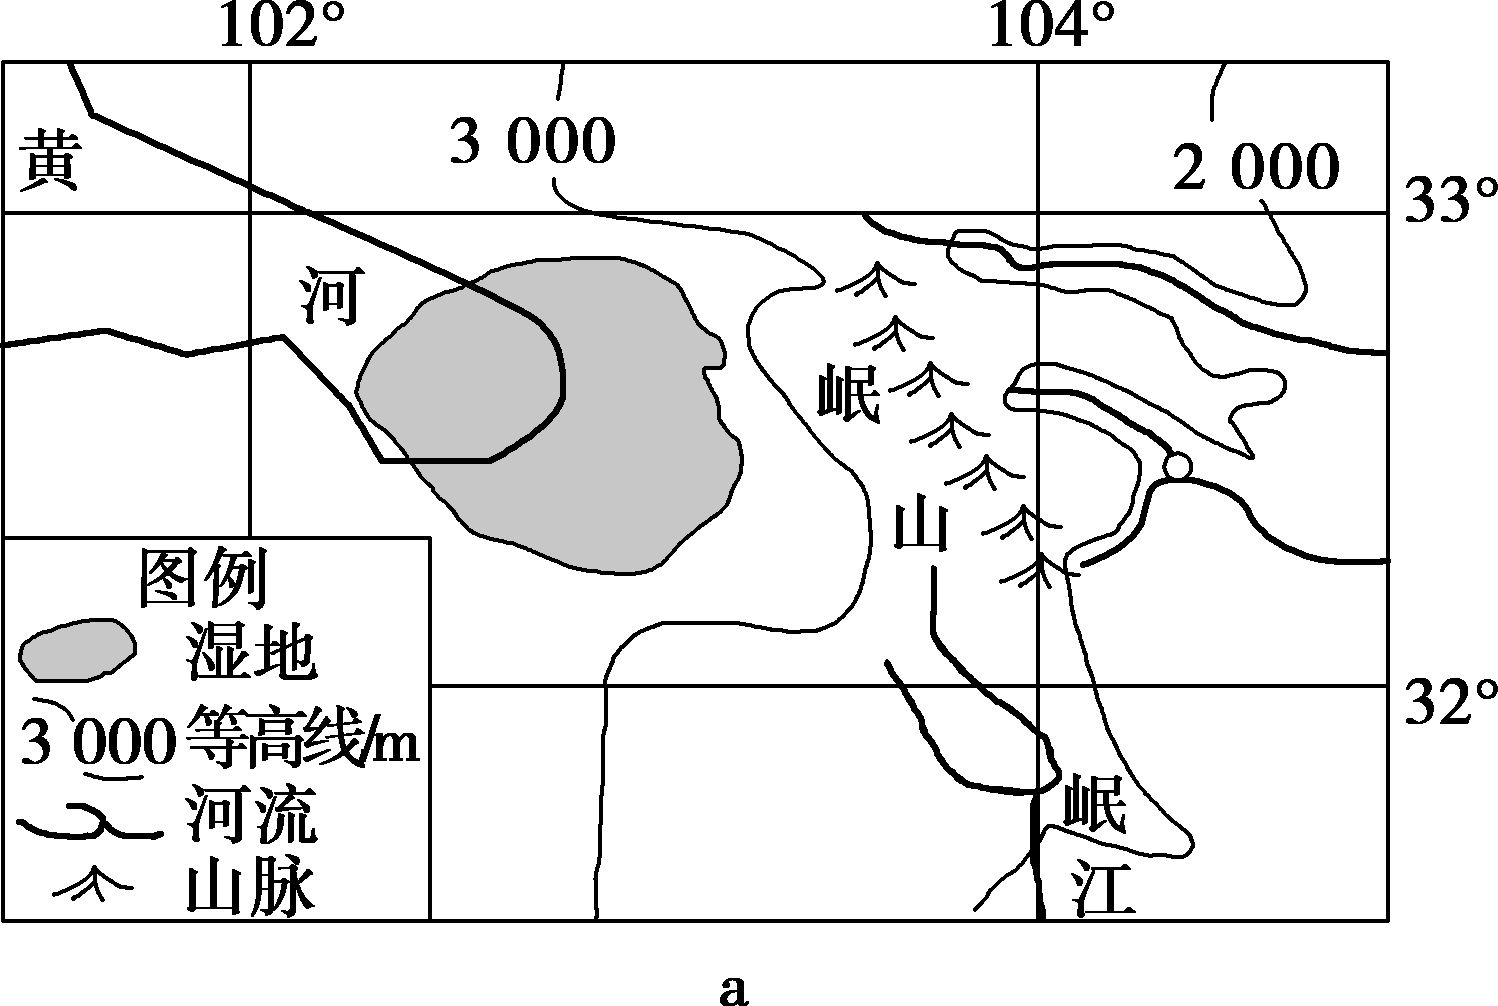 102° 104°
3 000
2 000
黄
33°
河
岷
山
32°
岷
江
图例
湿地
3 000 等高线/m
河流
山脉
a